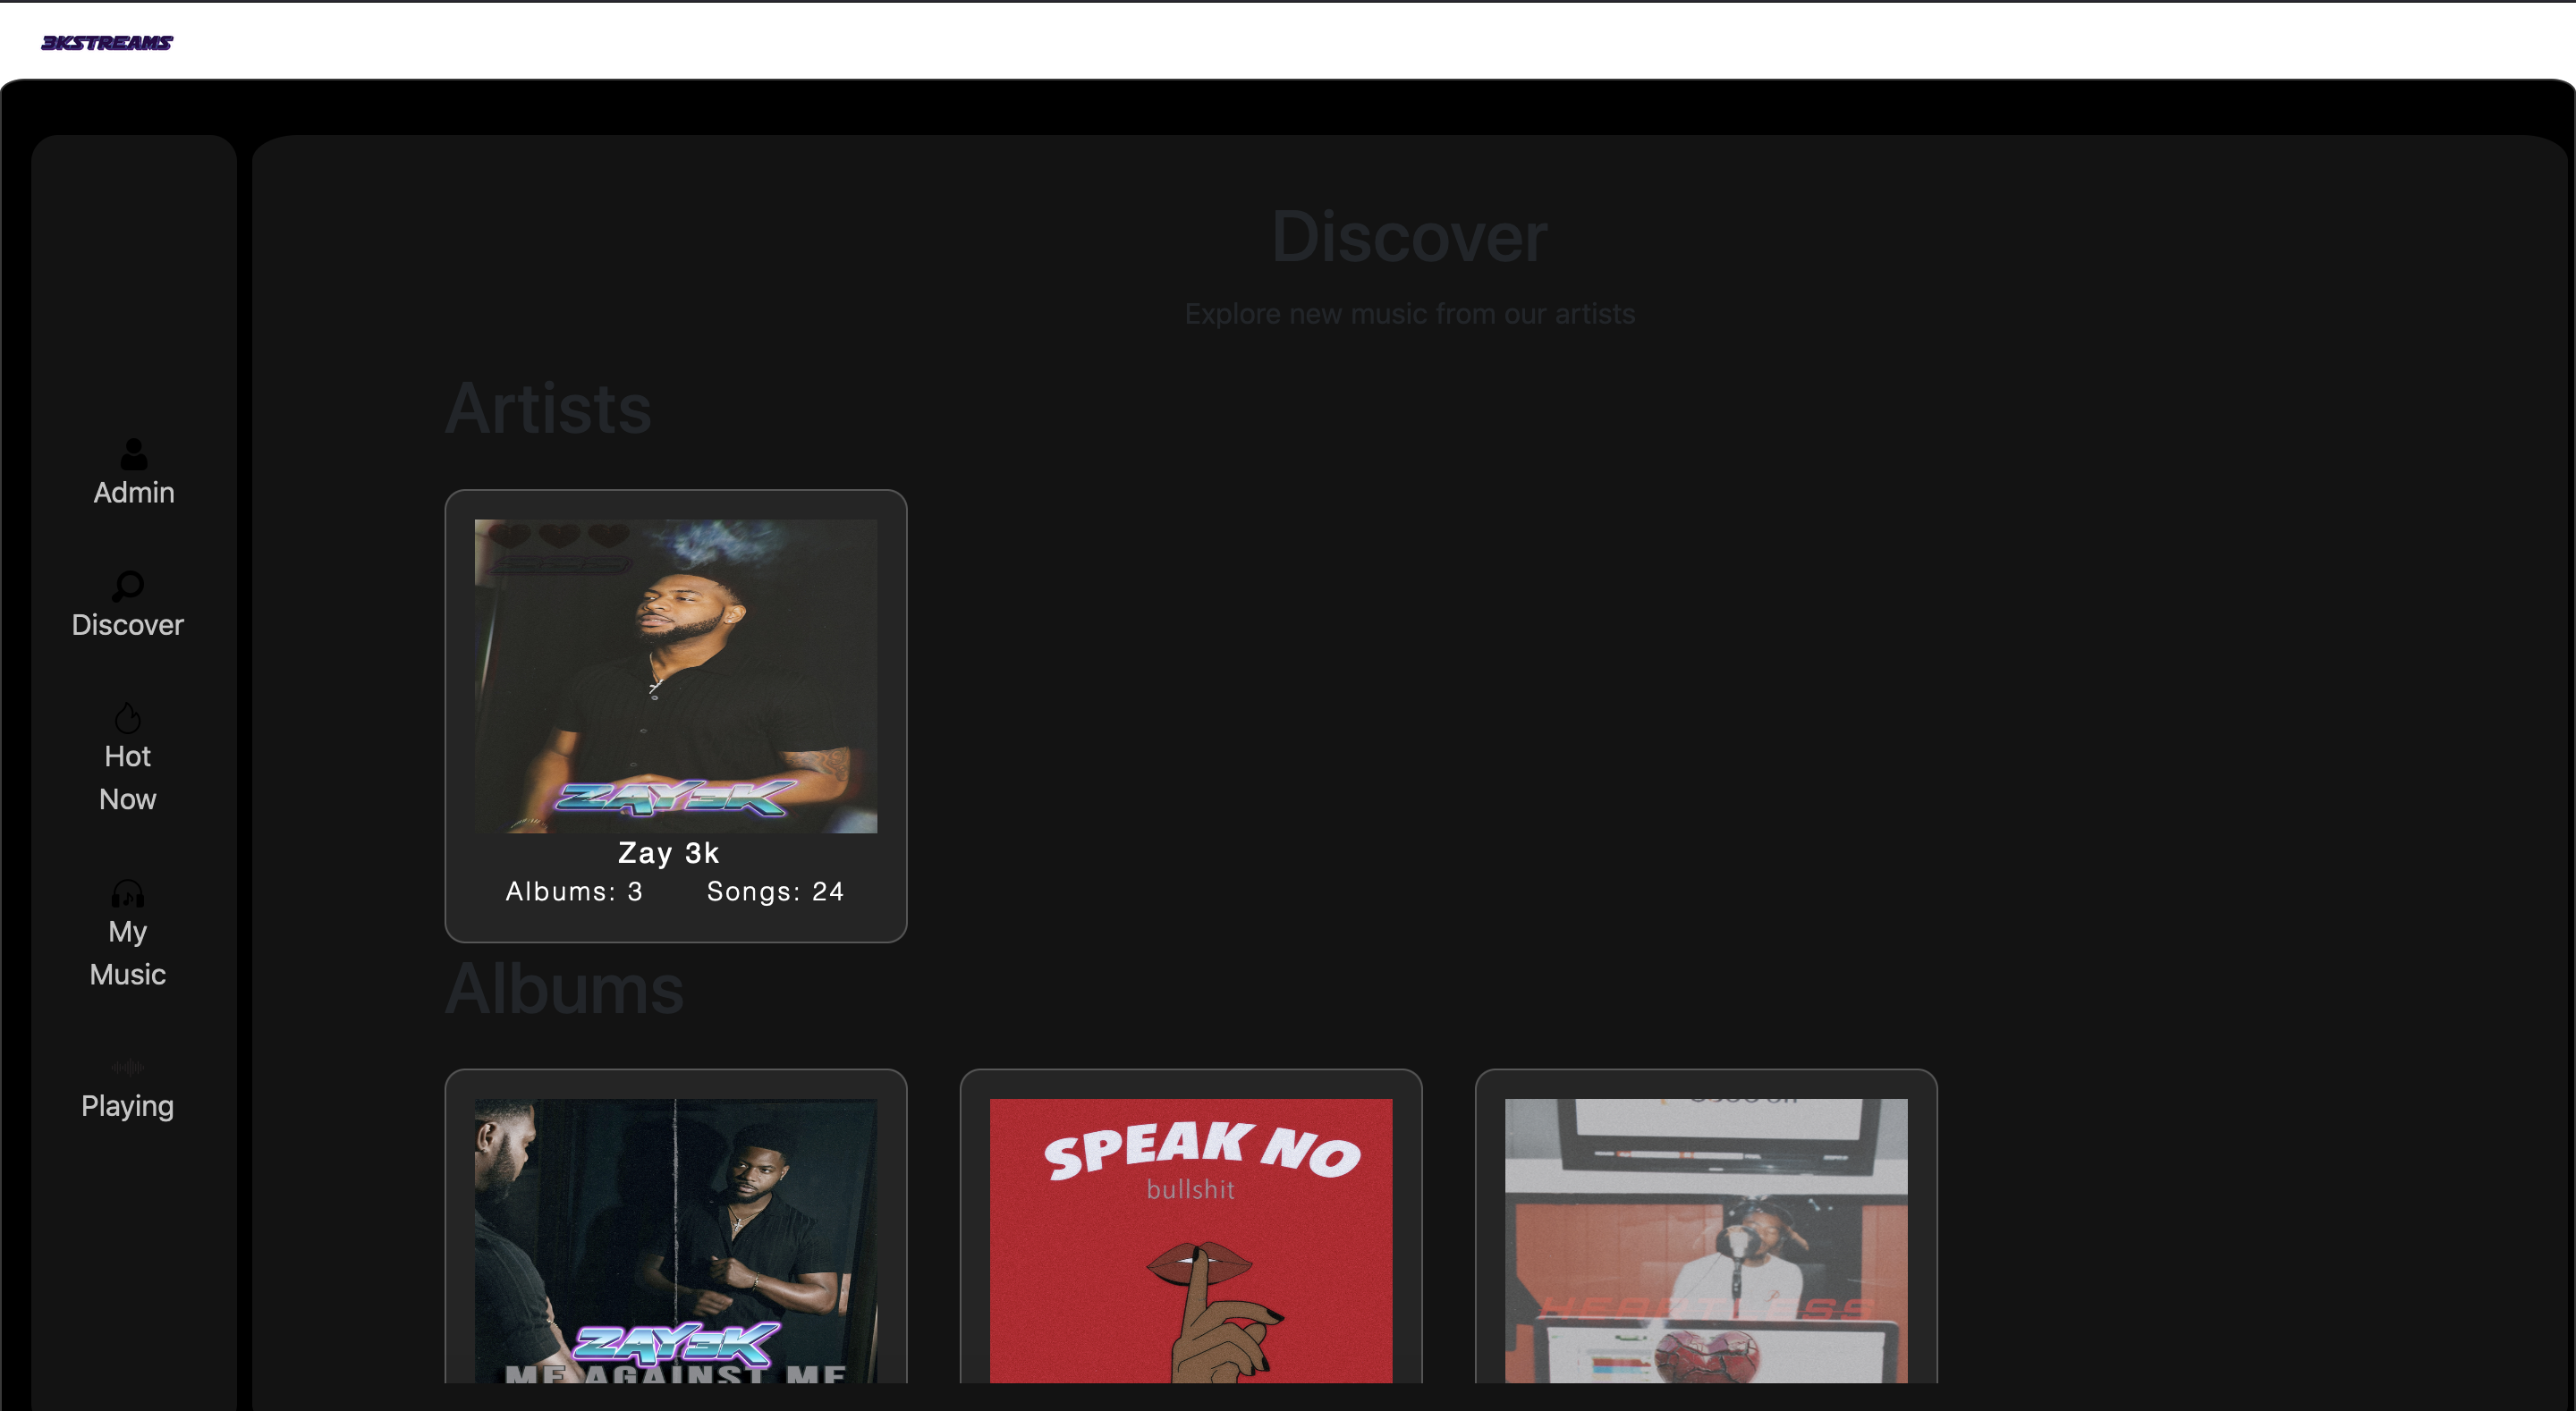 3KSTREAMS
Discover
Explore new music from our artists
Artists
Admin
Discover
Hot
Now
My
Music
Playing
ZAY3K
Zay 3k
Albums: 3 Songs: 24
Albums
ZAY3K
ME AGAINST ME
SPEAK NO
bullshit
HEARTLESS